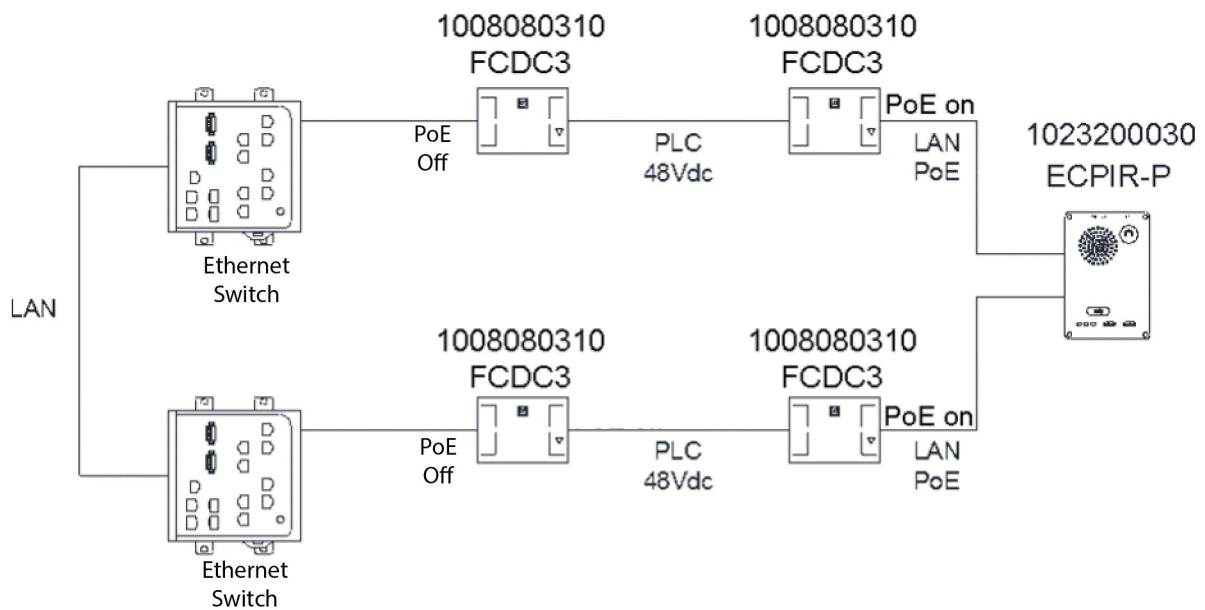 1008080310
FCDC3
1008080310
FCDC3
PoE on
PoE
Off
PLC
48Vdc
LAN
PoE
1023200030
ECPIR-P
Ethernet
Switch
LAN
1008080310
FCDC3
1008080310
FCDC3
PoE on
PoE
Off
PLC
48Vdc
LAN
PoE
Ethernet
Switch